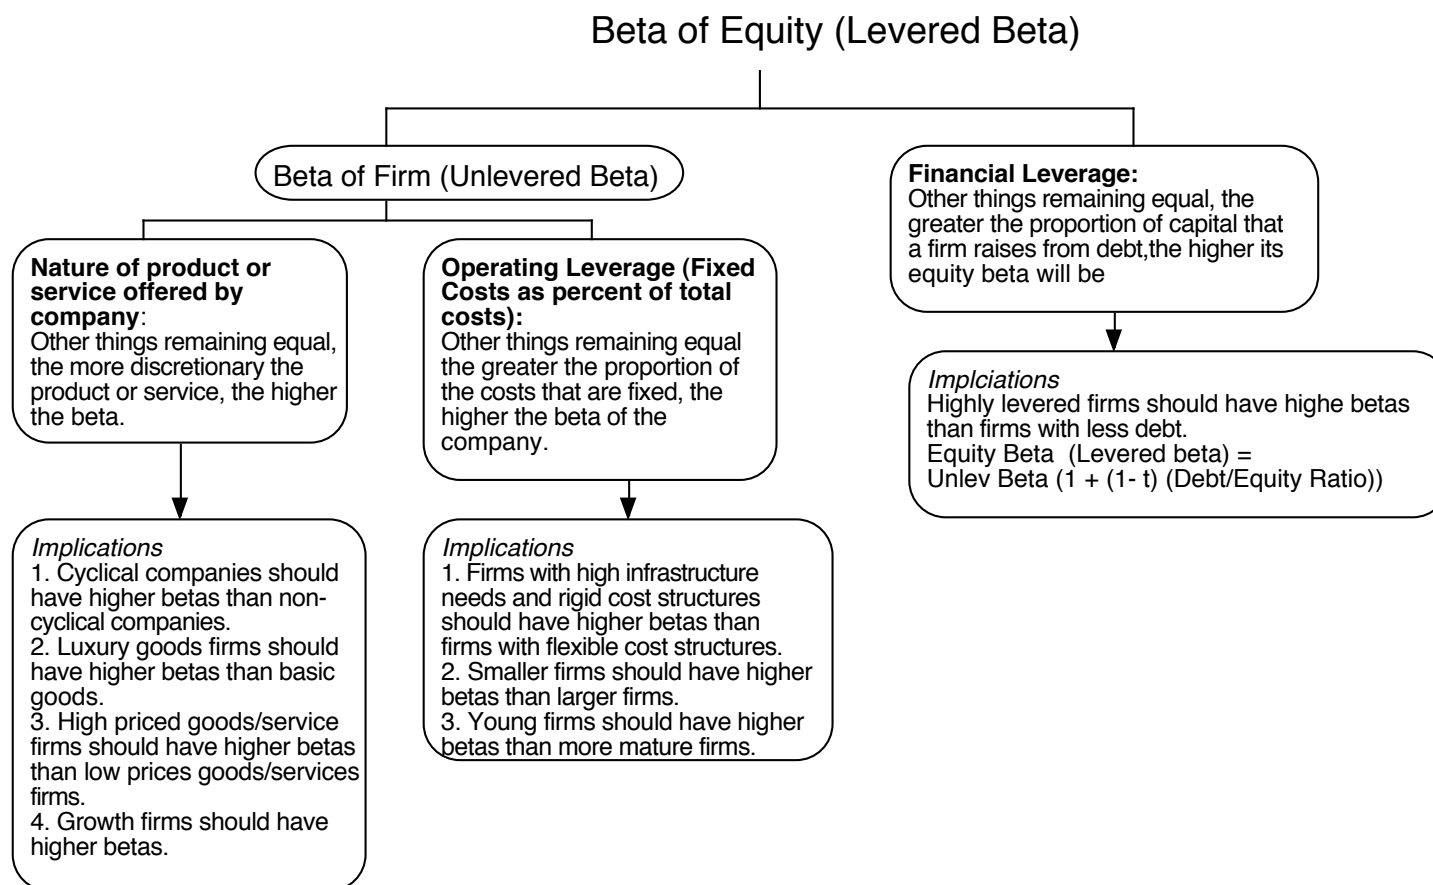 Beta of Equity (Levered Beta)
Beta of Firm (Unlevered Beta)
Nature of product or
service offered by
company:
Other things remaining equal,
the more discretionary the
product or service, the higher
the beta.
Operating Leverage (Fixed
Costs as percent of total
costs):
Other things remaining equal
the greater the proportion of
the costs that are fixed, the
higher the beta of the
company.
Financial Leverage:
Other things remaining equal, the
greater the proportion of capital that
a firm raises from debt,the higher its
equity beta will be
Implications
1. Cyclical companies should
have higher betas than non-
cyclical companies.
2. Luxury goods firms should
have higher betas than basic
goods.
3. High priced goods/service
firms should have higher betas
than low prices goods/services
firms.
4. Growth firms should have
higher betas.
Implications
1. Firms with high infrastructure
needs and rigid cost structures
should have higher betas than
firms with flexible cost structures.
2. Smaller firms should have higher
betas than larger firms.
3. Young firms should have higher
betas than more mature firms.
Implciations
Highly levered firms should have highe betas
than firms with less debt.
Equity Beta (Levered beta) =
Unlev Beta (1 + (1- t) (Debt/Equity Ratio))